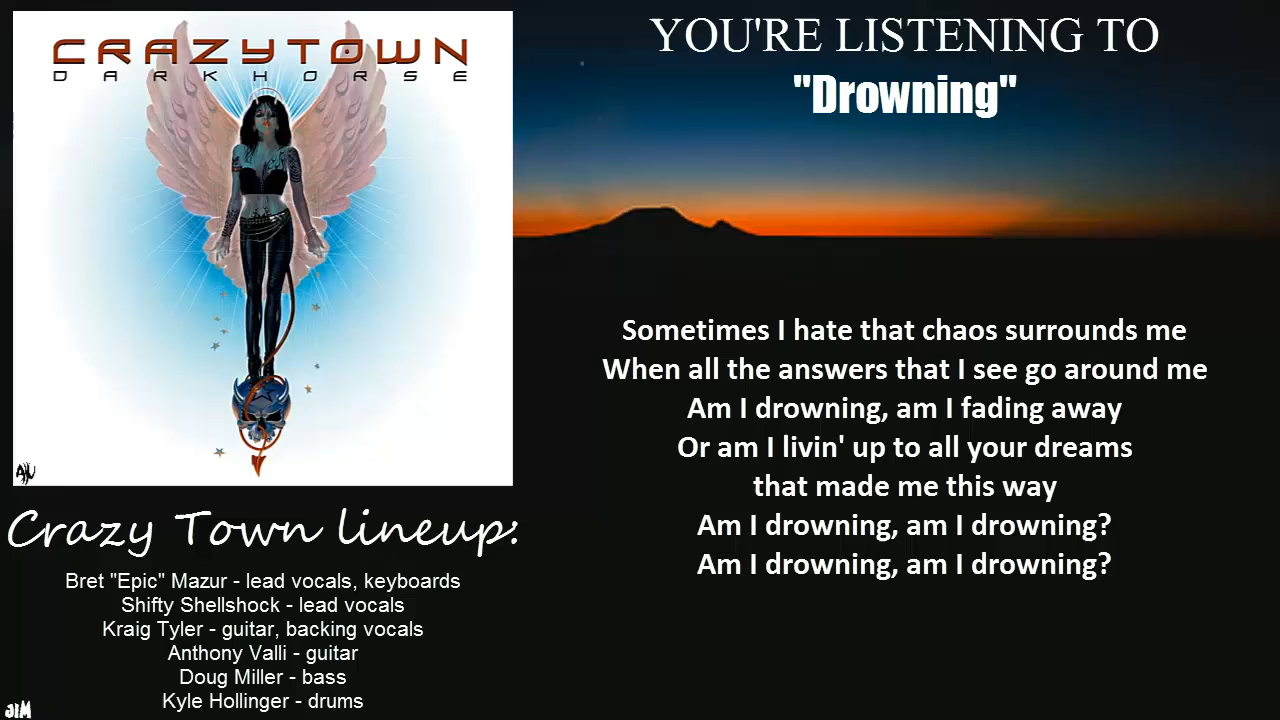 CRAZYTOWN
DARKHORSE
Crazy Town lineup:
Bret "Epic" Mazur - lead vocals, keyboards
Shifty Shellshock - lead vocals
Kraig Tyler - guitar, backing vocals
Anthony Valli - guitar
Doug Miller - bass
Kyle Hollinger - drums
JIM
YOU'RE LISTENING TO
"Drowning"
Sometimes I hate that chaos surrounds me
When all the answers that I see go around me
Am I drowning, am I fading away
Or am I livin' up to all your dreams
that made me this way
Am I drowning, am I drowning?
Am I drowning, am I drowning?